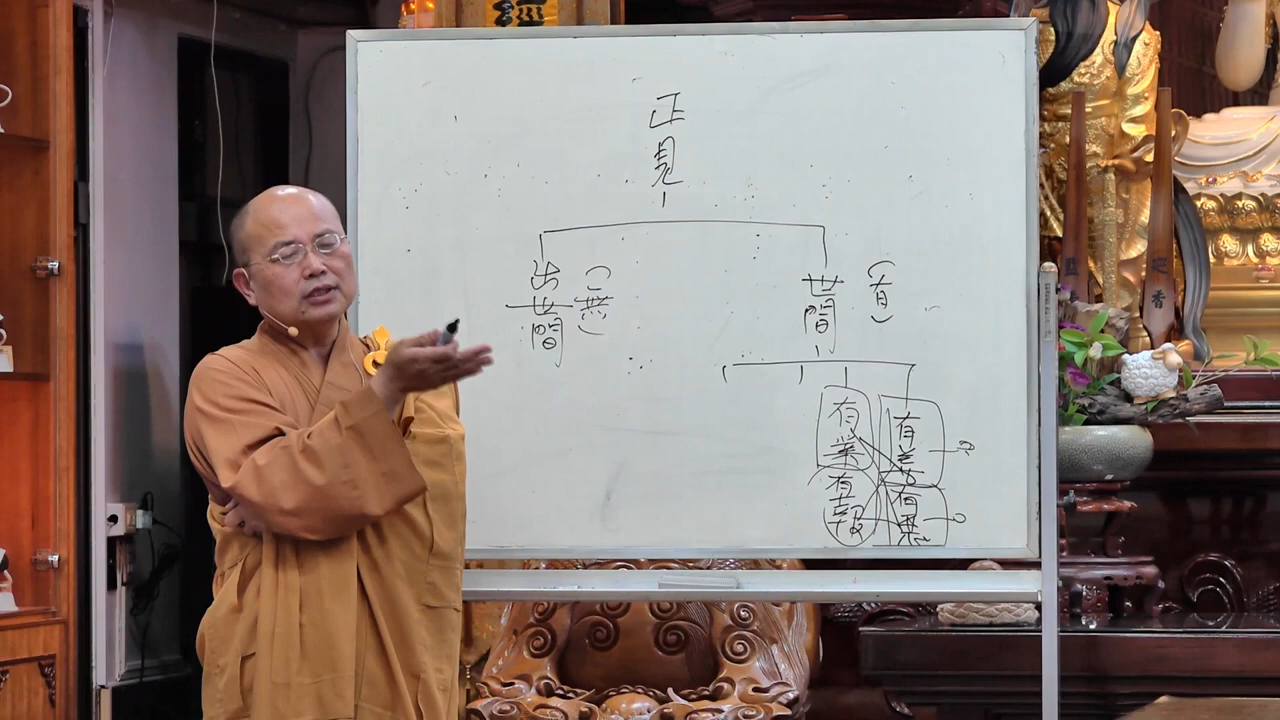 正見
出世間
（無）
世間
（有）
有善
有惡
有業
有報